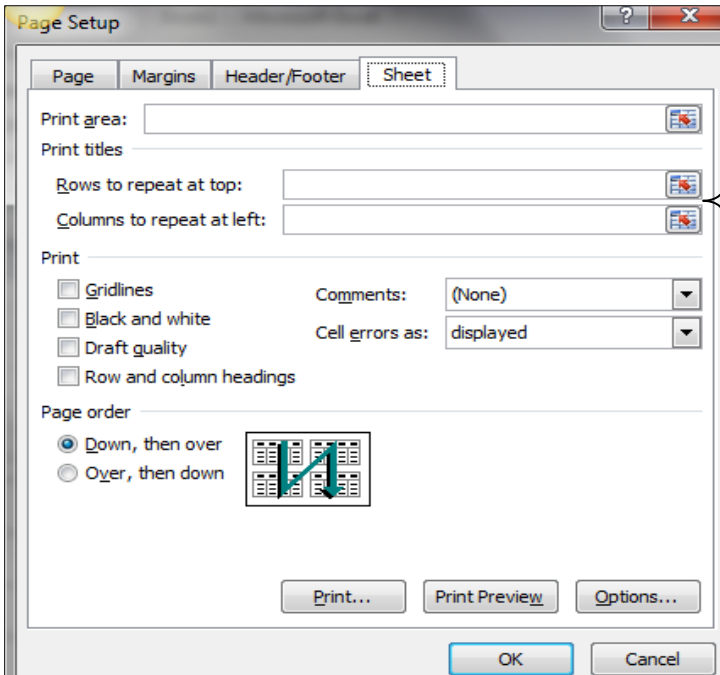 Page Setup
? X
Page Margins Header/Footer Sheet
Print area:
Print titles
Rows to repeat at top:
Columns to repeat at left:
Print
Gridlines
Comments: (None)
Black and white
Cell errors as: displayed
Draft quality
Row and column headings
Page order
Down, then over
Over, then down
Print... Print Preview Options...
OK Cancel